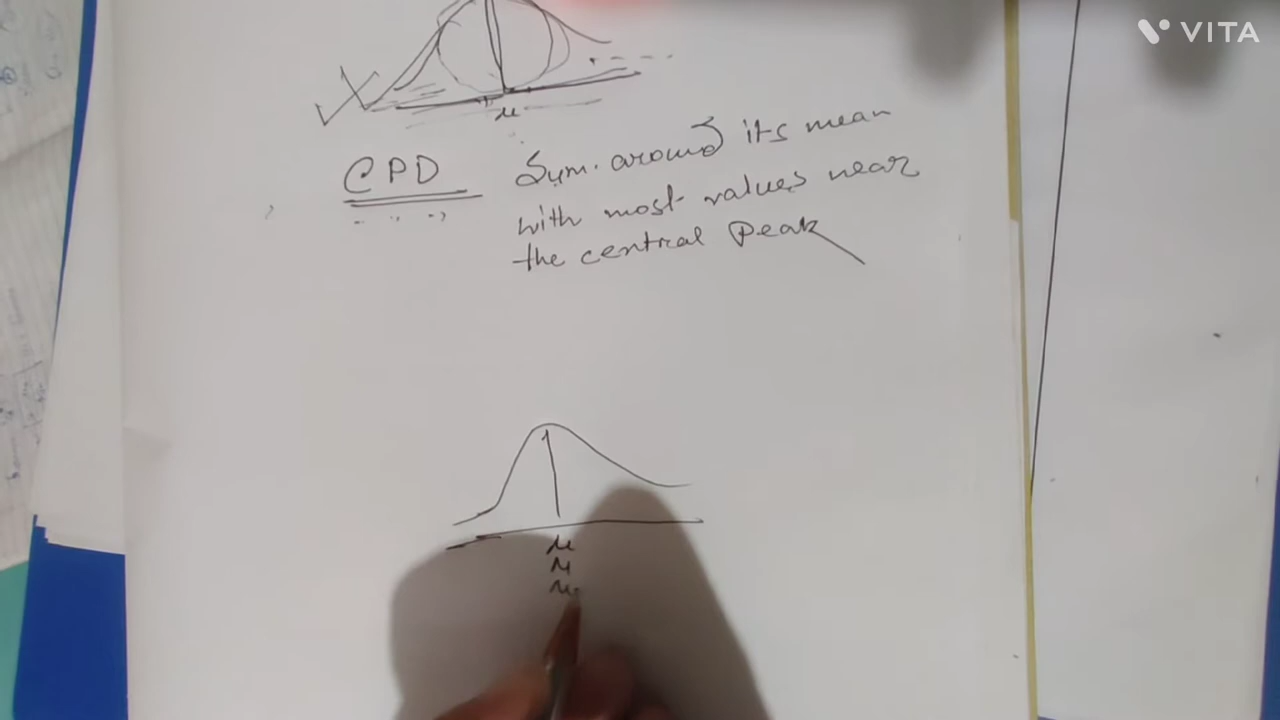 VITA
μ
CPD
Sym. around its mean
with most values near
the central Peak
μ
M
M